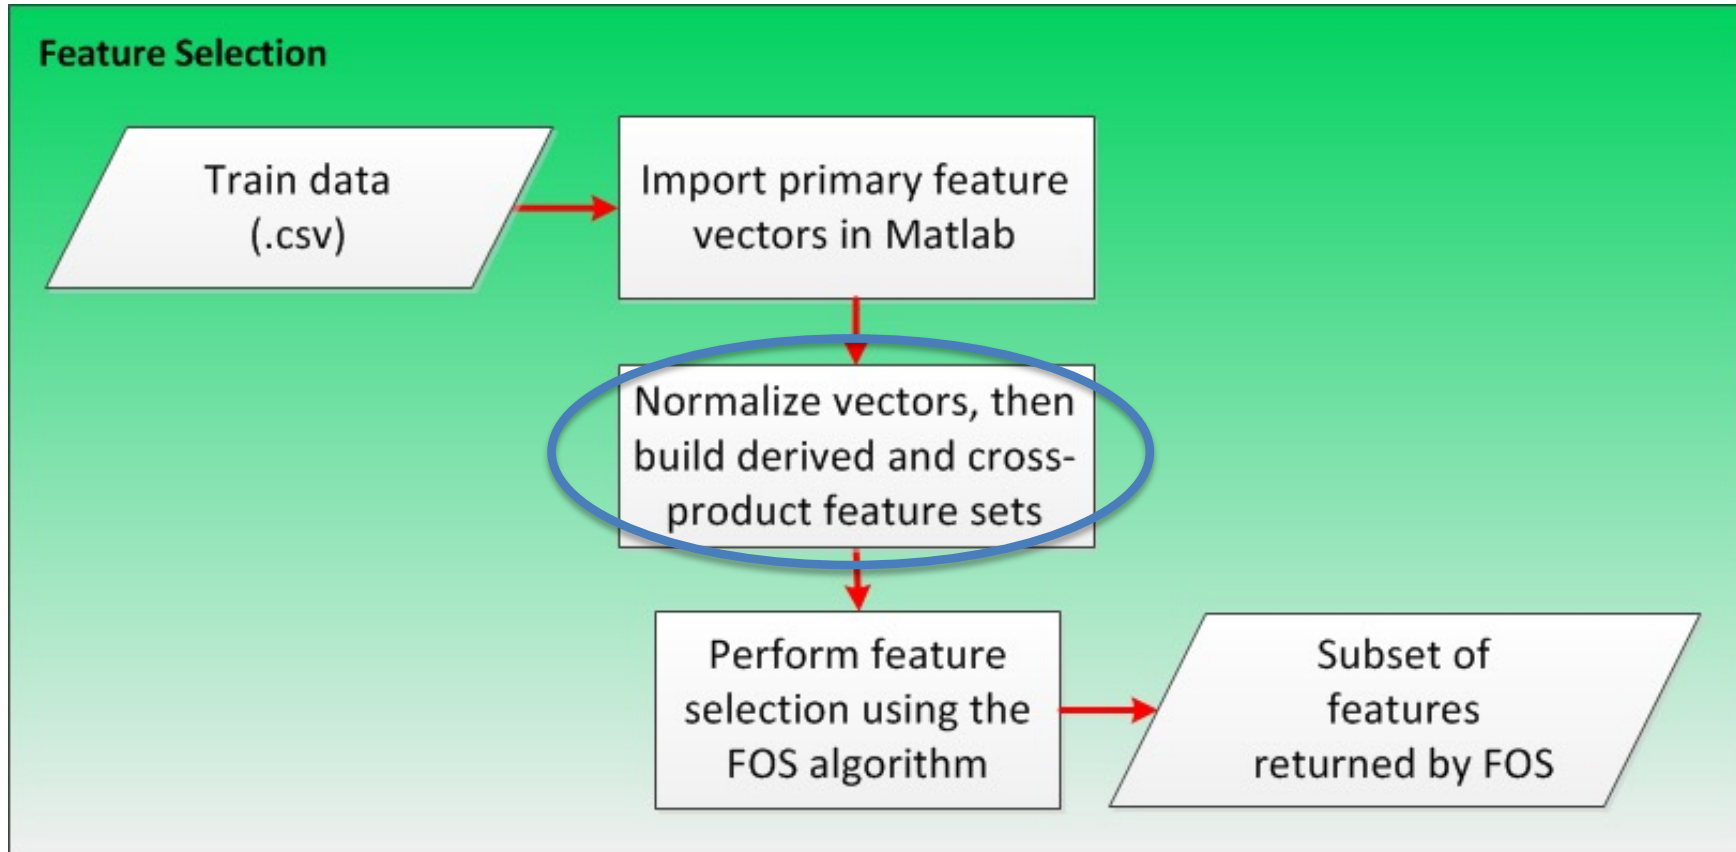 Feature Selection
Train data
(.csv)
Import primary feature
vectors in Matlab
Normalize vectors, then
build derived and cross-
product feature sets
Perform feature
selection using the
FOS algorithm
Subset of
features
returned by FOS